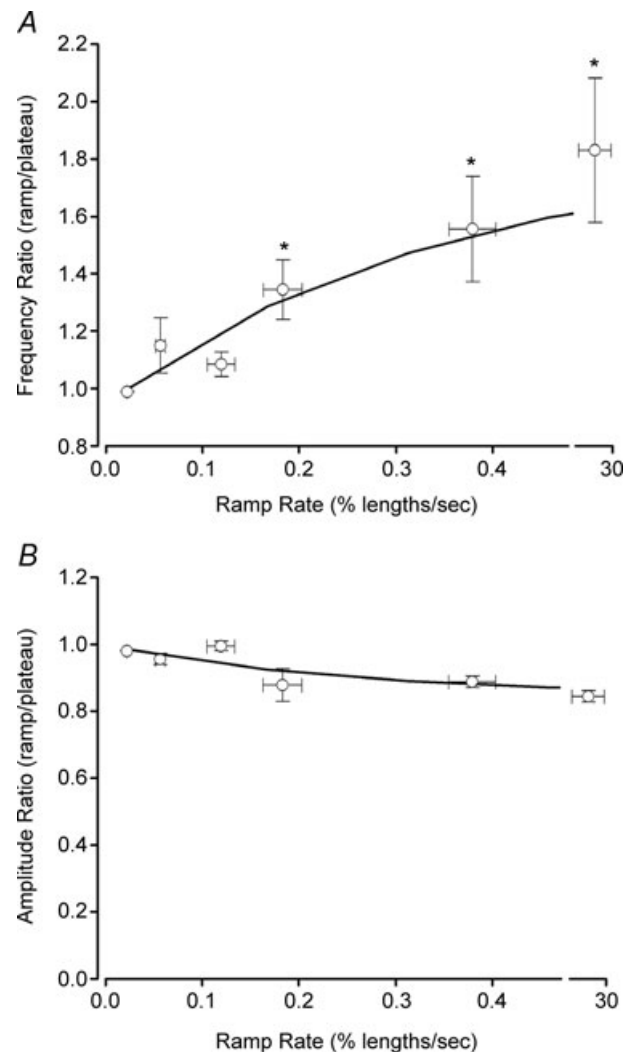 A
Frequency Ratio (ramp/plateau)
2.2
2.0
1.8
1.6
1.4
1.2
1.0
0.8
*
*
*
0.0 0.1 0.2 0.3 0.4 30
Ramp Rate (% lengths/sec)
B
Amplitude Ratio (ramp/plateau)
1.2
1.0
0.8
0.6
0.4
0.2
0.0
0.0 0.1 0.2 0.3 0.4 30
Ramp Rate (% lengths/sec)